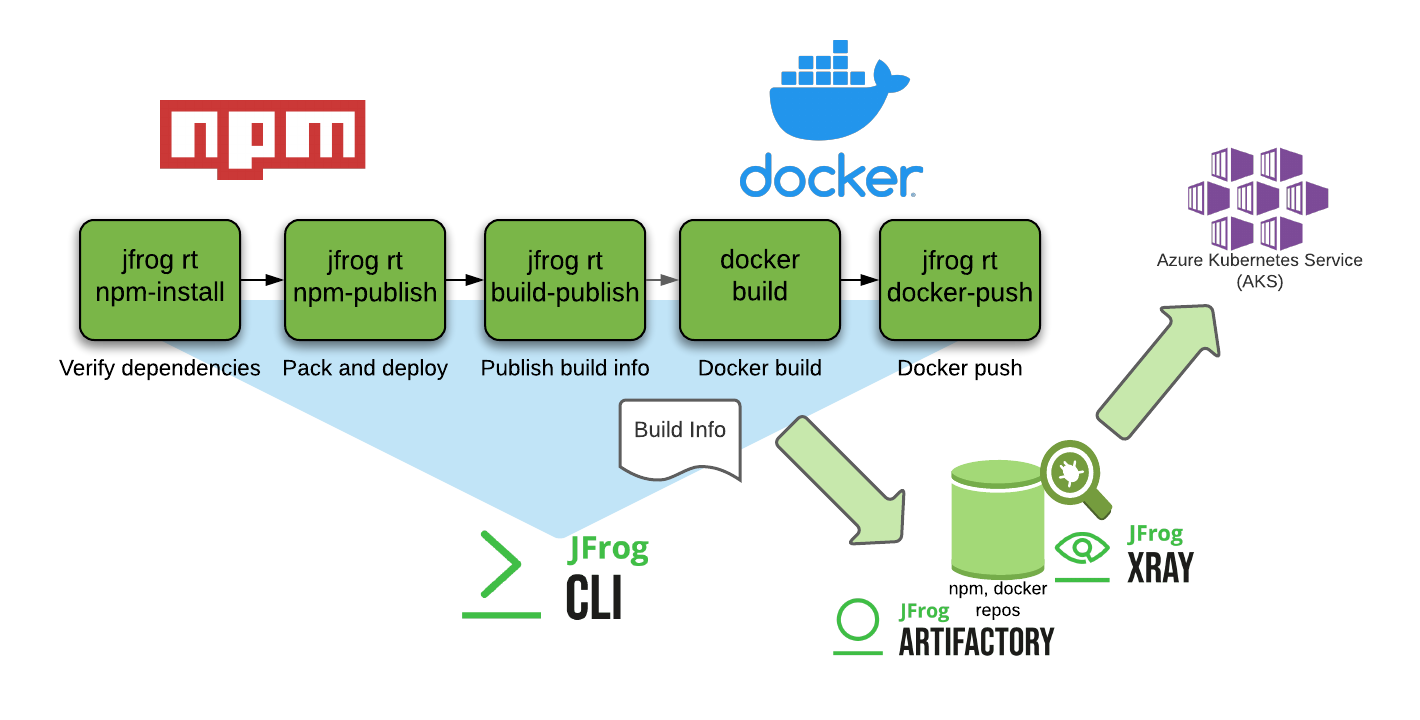 npm
docker
jfrog rt
npm-install
jfrog rt
npm-publish
jfrog rt
build-publish
docker
build
jfrog rt
docker-push
Verify dependencies
Pack and deploy
Publish build info
Docker build
Docker push
Azure Kubernetes Service
(AKS)
Build Info
JFrog
CLI
npm, docker
repos
JFrog
ARTIFACTORY
JFrog
XRAY